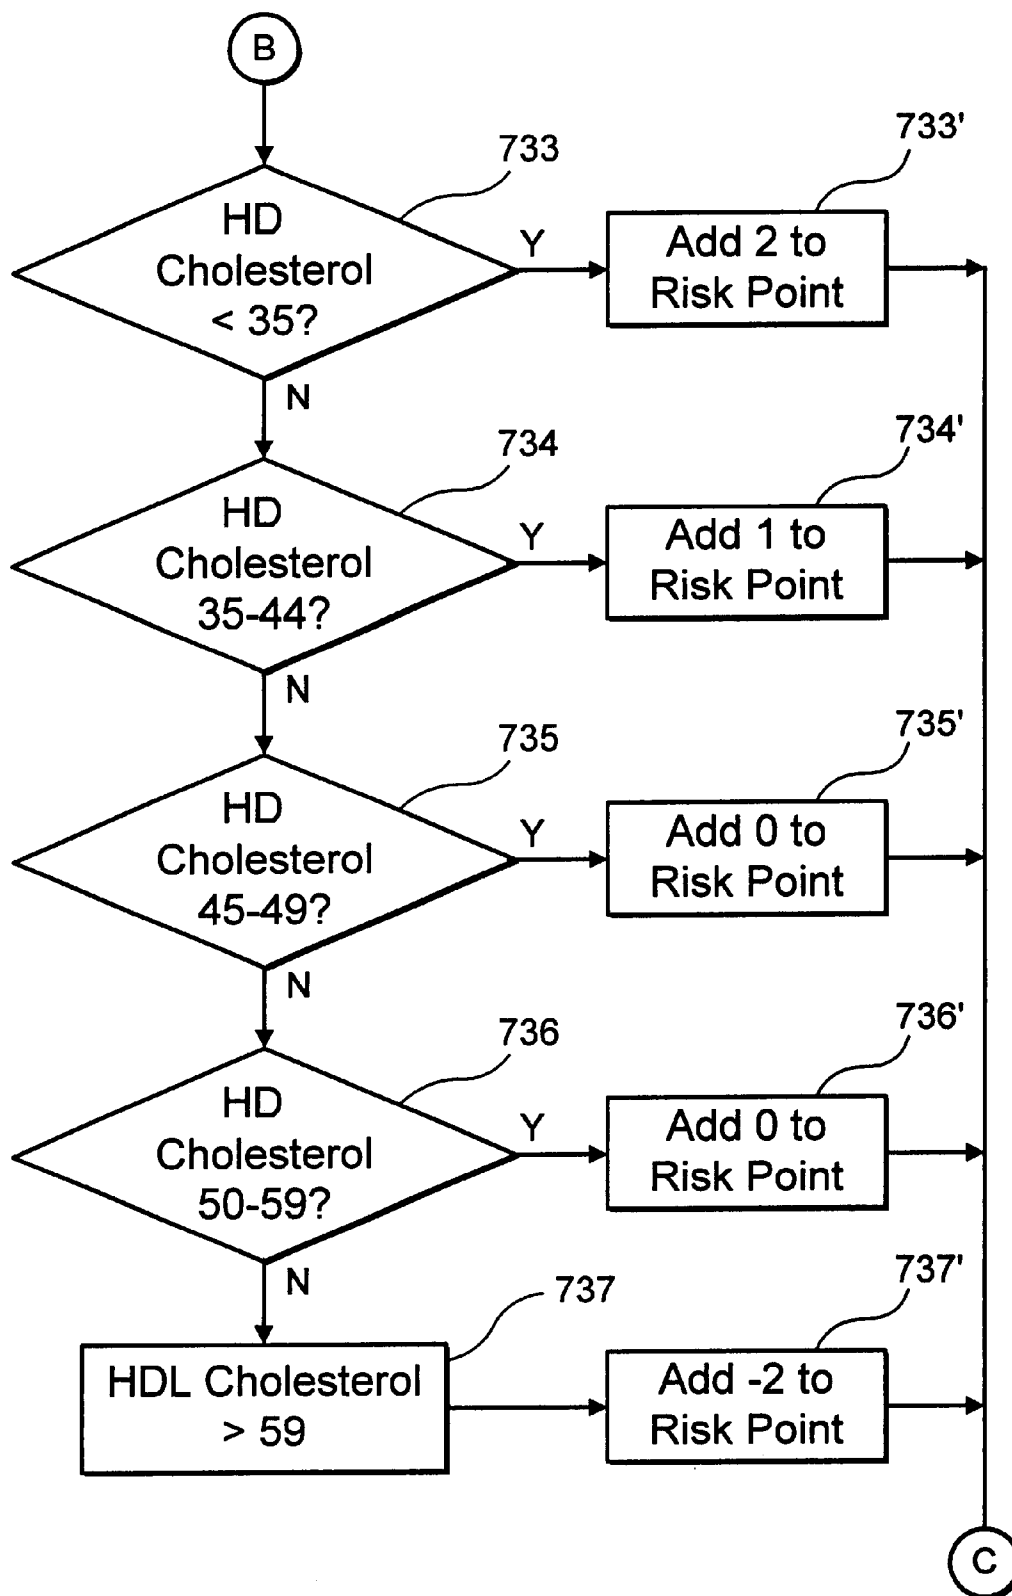 B
733
HD
Cholesterol
< 35?
Y
733'
Add 2 to
Risk Point
N
734
HD
Cholesterol
35-44?
Y
734'
Add 1 to
Risk Point
N
735
HD
Cholesterol
45-49?
Y
735'
Add 0 to
Risk Point
N
736
HD
Cholesterol
50-59?
Y
736'
Add 0 to
Risk Point
N
737
HDL Cholesterol
> 59
737'
Add -2 to
Risk Point
C